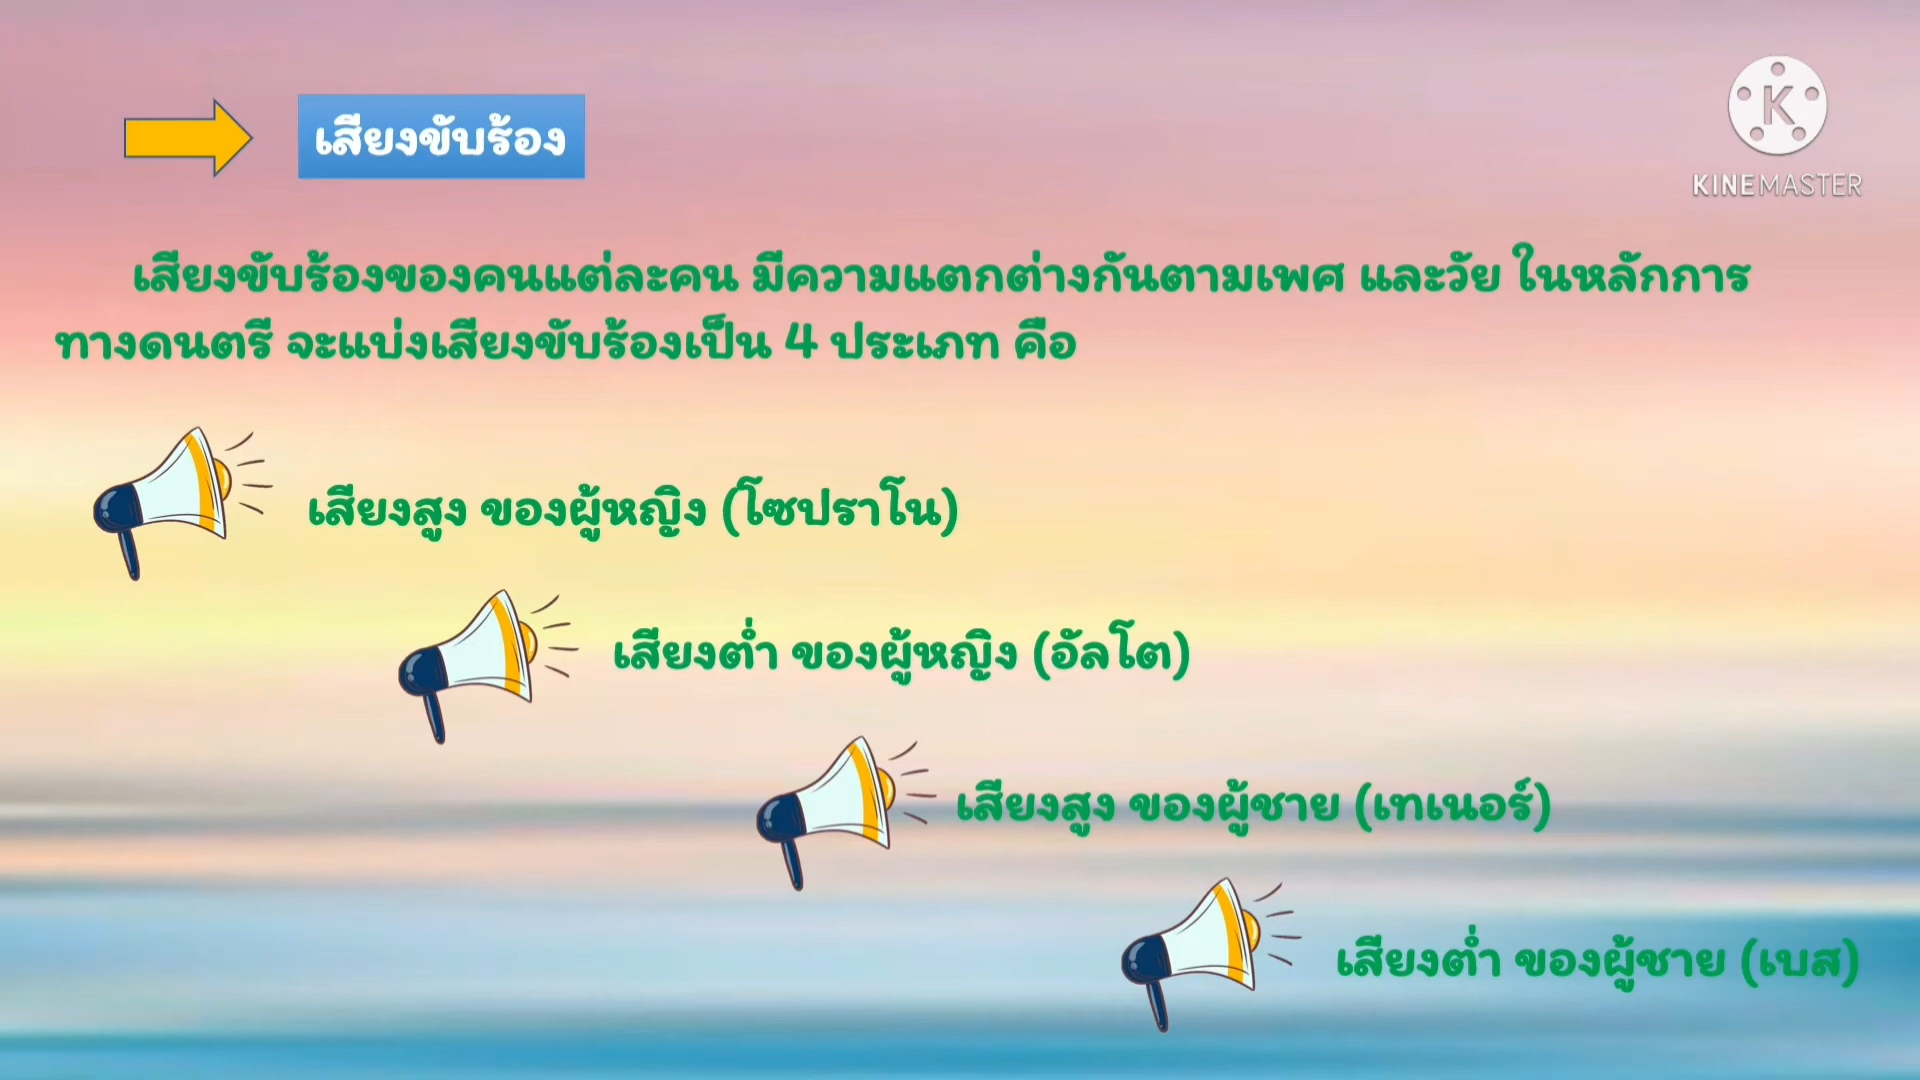 เสียงขับร้อง
KINEMASTER
เสียงขับร้องของคนแต่ละคน มีความแตกต่างกันตามเพศ และวัย ในหลักการ
ทางดนตรี จะแบ่งเสียงขับร้องเป็น 4 ประเภท คือ
เสียงสูง ของผู้หญิง (โซปราโน)
เสียงต่ำ ของผู้หญิง (อัลโต)
เสียงสูง ของผู้ชาย (เทเนอร์)
เสียงต่ำ ของผู้ชาย (เบส)